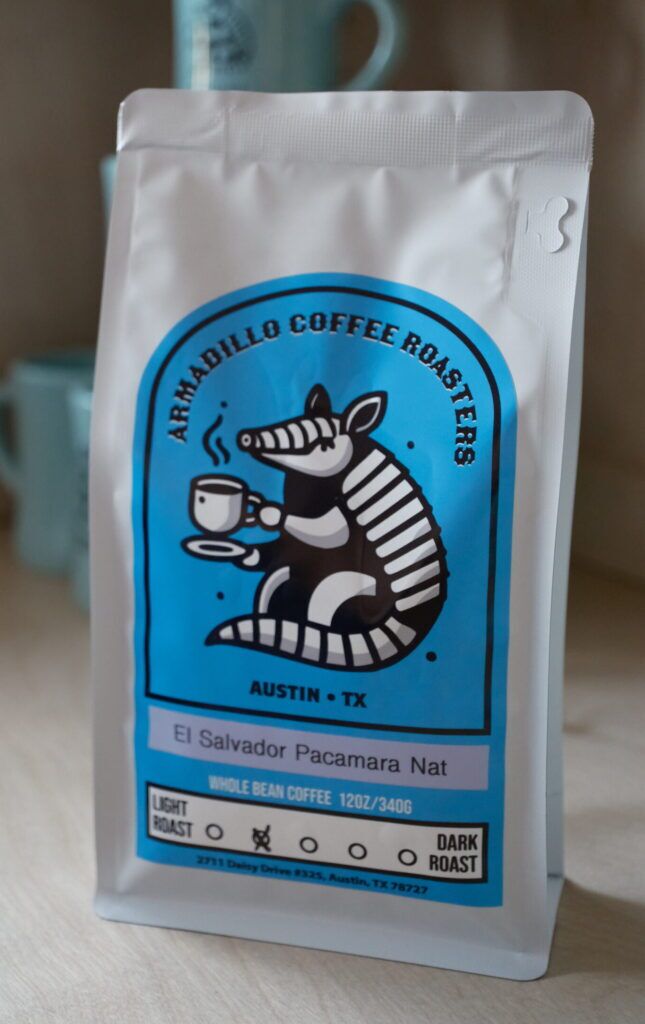 ARMADILLO COFFEE ROASTERS
AUSTIN • TX
El Salvador Pacamara Nat
WHOLE BEAN COFFEE 12OZ/340G
LIGHT
ROAST
DARK
ROAST
2711 Daisy Drive #325, Austin, TX 78727